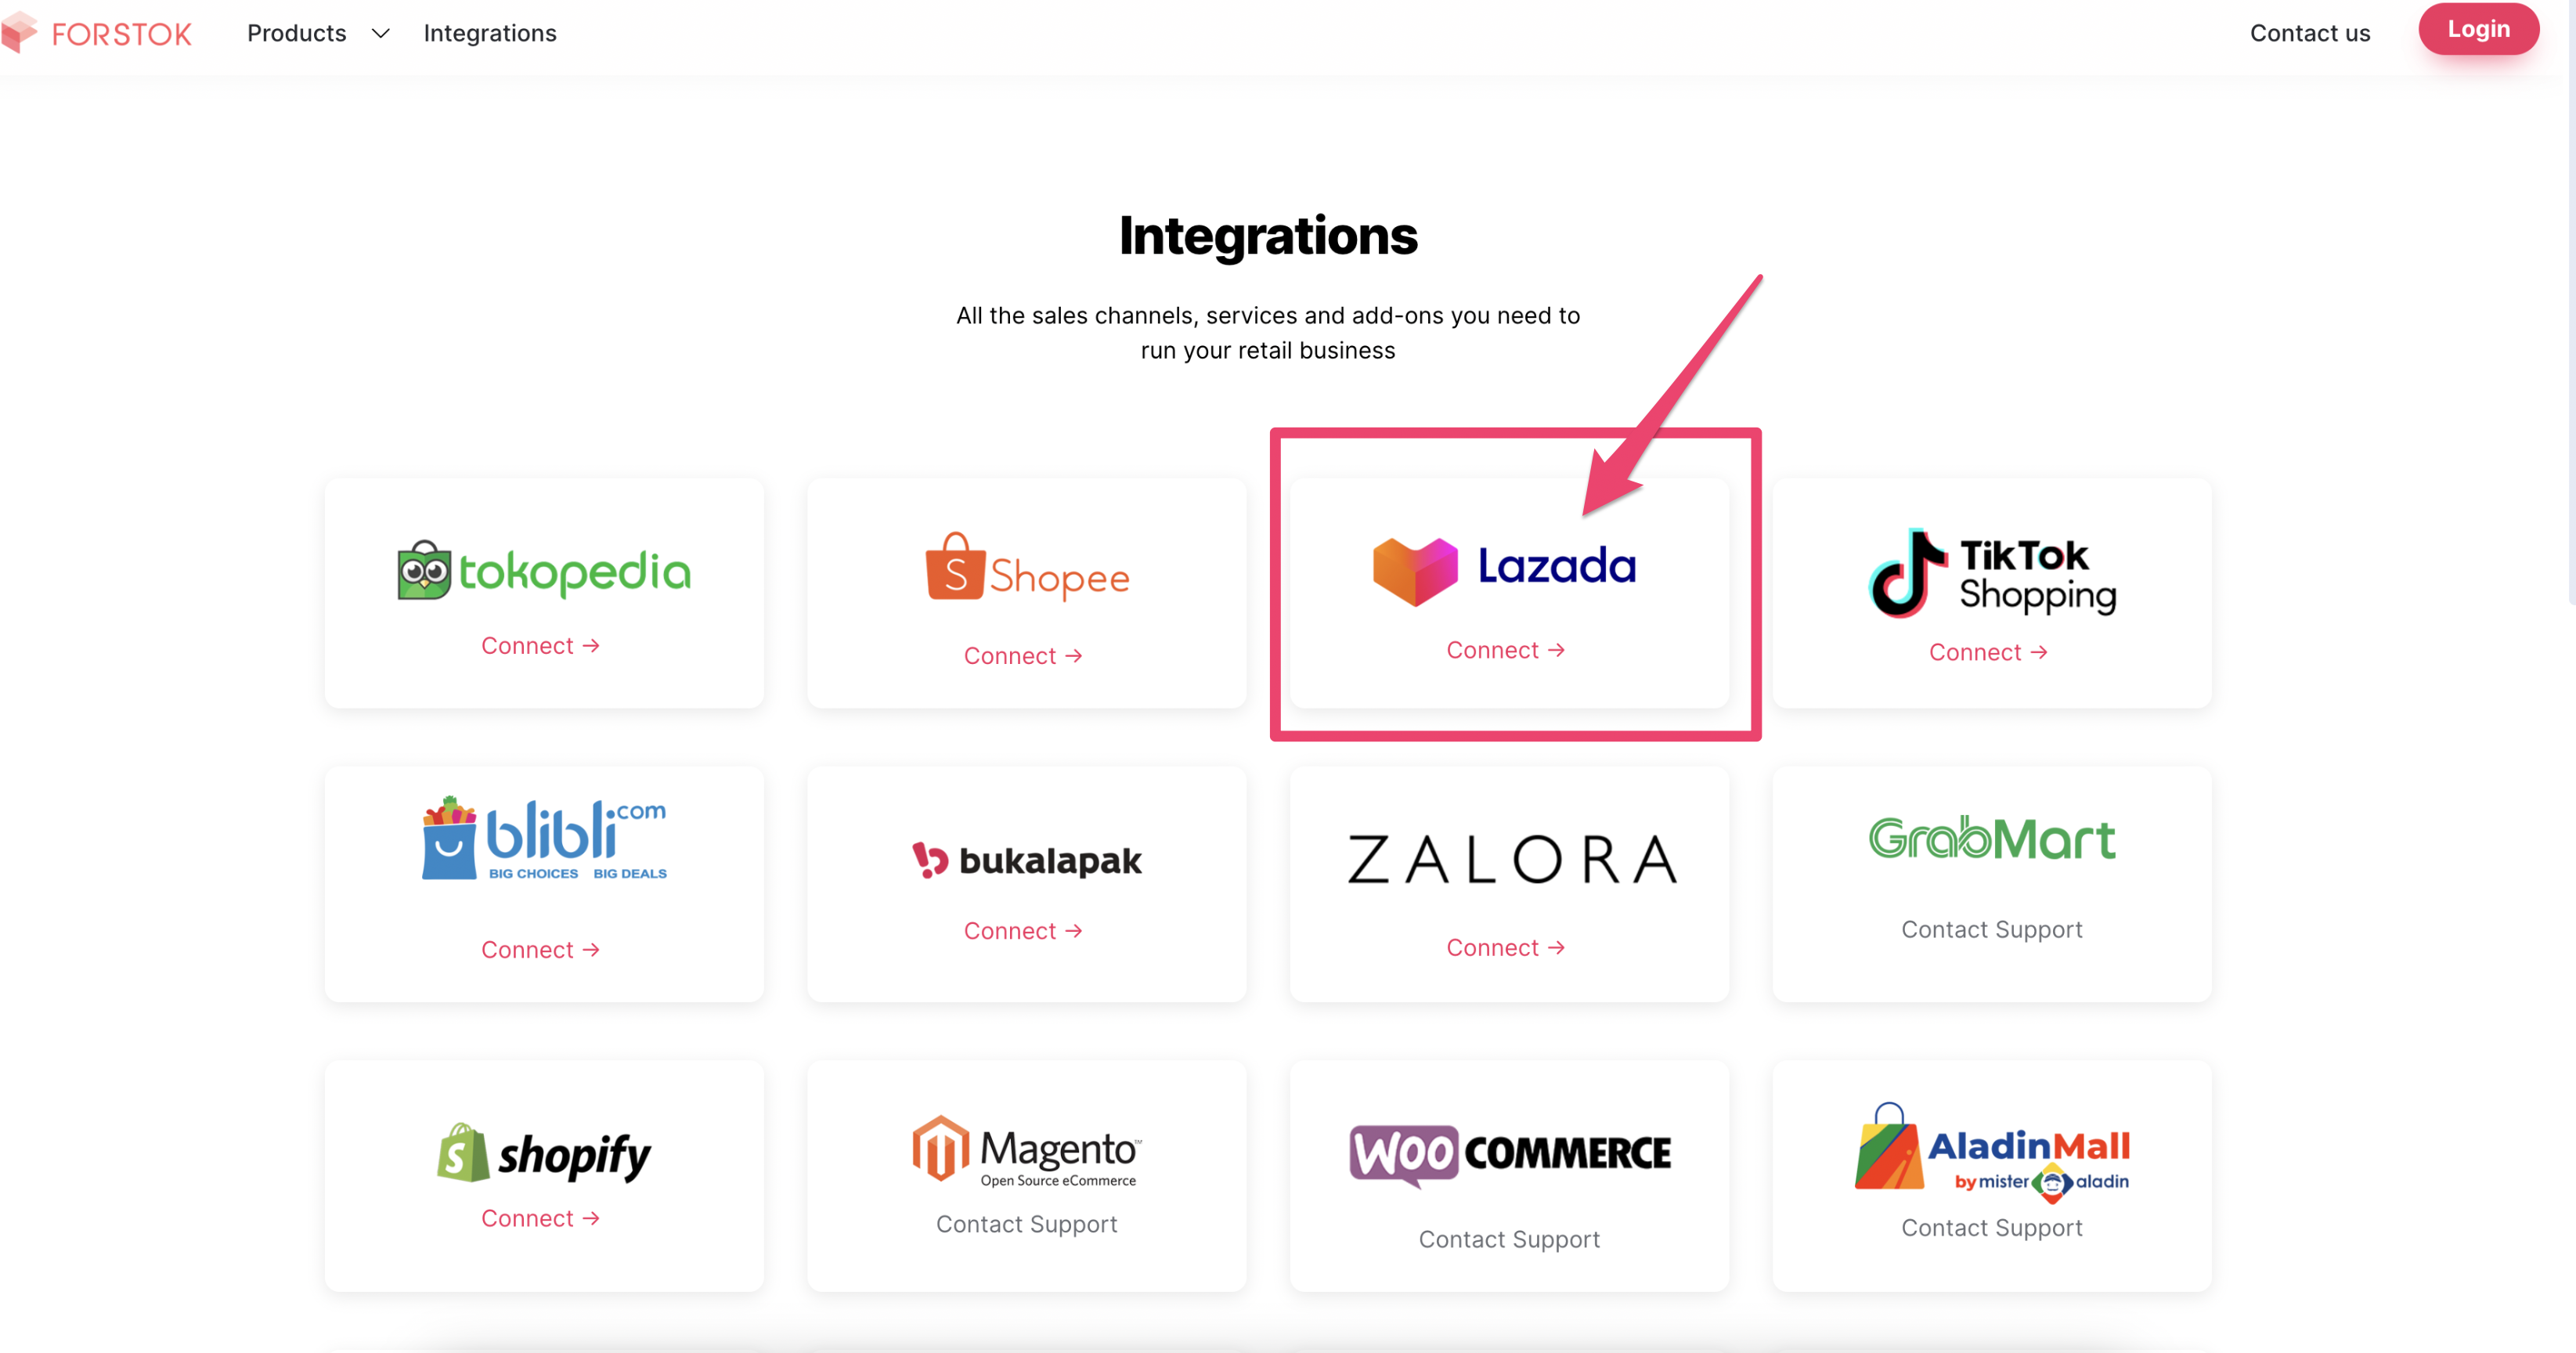 FORSTOK
Products
Integrations
Contact us
Login
Integrations
All the sales channels, services and add-ons you need to
run your retail business
tokopedia
Connect →
S Shopee
Connect →
Lazada
Connect →
TikTok
Shopping
Connect →
blibli.com
BIG CHOICES BIG DEALS
Connect →
bukalapak
Connect →
ZALORA
Connect →
GrabMart
Contact Support
S shopify
Connect →
Magento™
Open Source eCommerce
Contact Support
WOO COMMERCE
Contact Support
AladinMall
by mister aladin
Contact Support